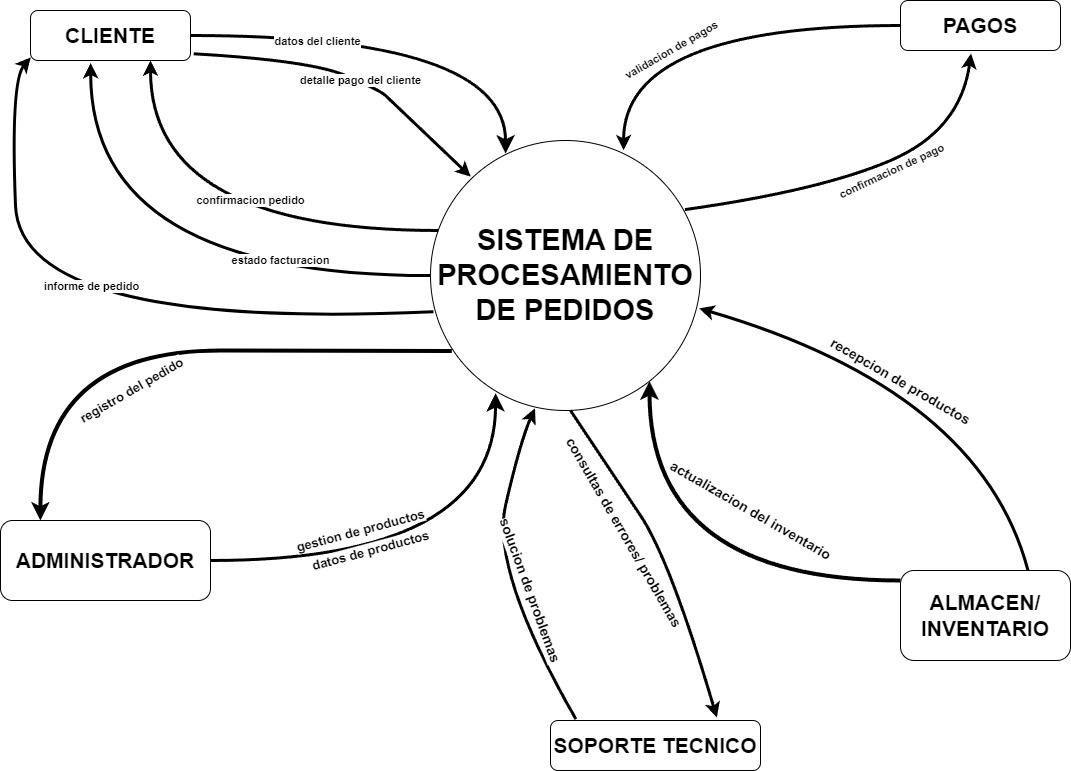 CLIENTE
PAGOS
datos del cliente
detalle pago del cliente
validacion de pagos
confirmacion de pago
confirmacion pedido
estado facturacion
informe de pedido
SISTEMA DE
PROCESAMIENTO
DE PEDIDOS
registro del pedido
recepcion de productos
actualizacion del inventario
consultas de errores/ problemas
solucion de problemas
gestion de productos
datos de productos
ADMINISTRADOR
ALMACEN/
INVENTARIO
SOPORTE TECNICO